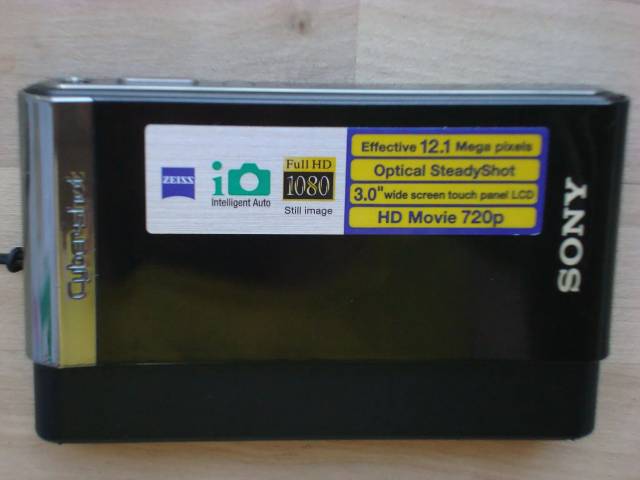 Cyber-shot
ZEISS
iO
Intelligent Auto
Full HD
1080
Still image
Effective 12.1 Mega pixels
Optical SteadyShot
3.0" wide screen touch panel LCD
HD Movie 720p
SONY